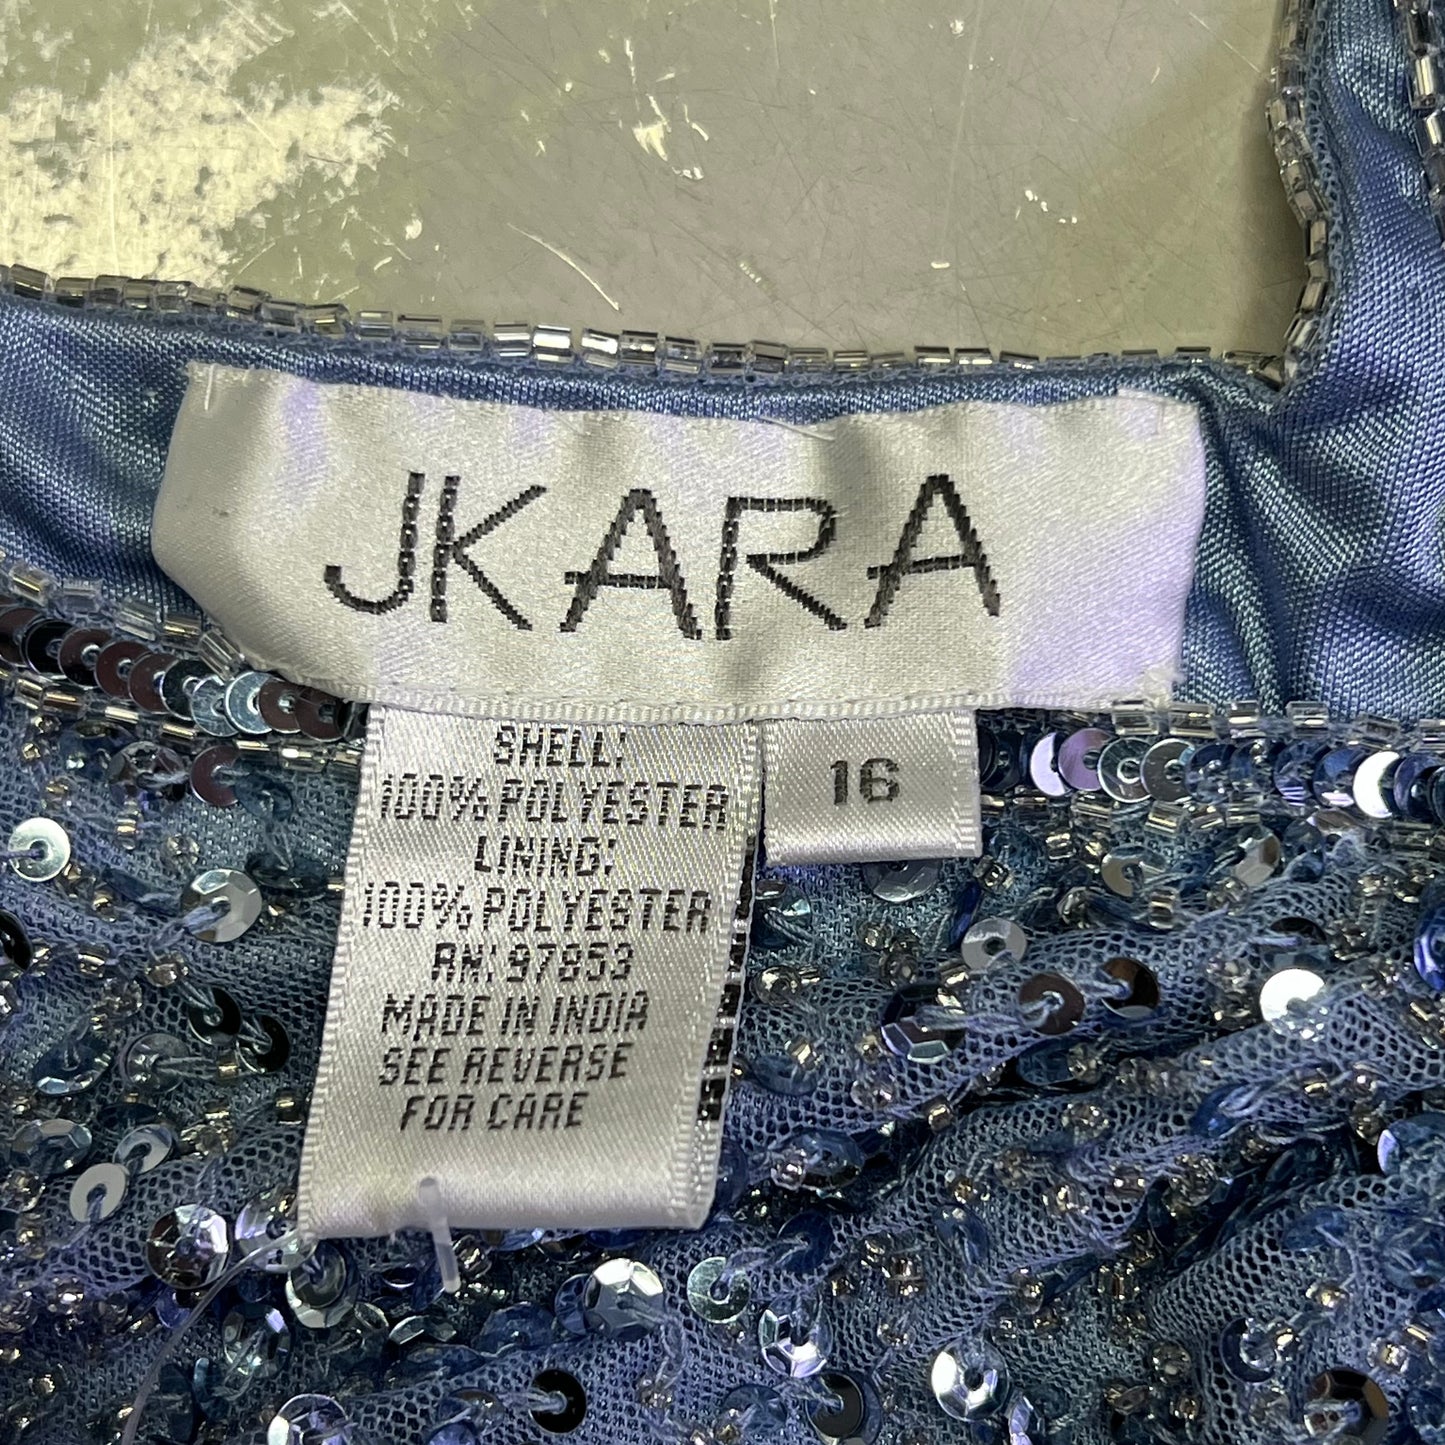 JKARA
SHELL:
100% POLYESTER
LINING:
100% POLYESTER
RN: 97853
MADE IN INDIA
SEE REVERSE
FOR CARE
16